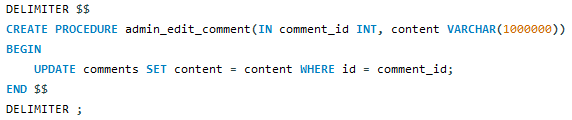 DELIMITER $$
CREATE PROCEDURE admin_edit_comment(IN comment_id INT, content VARCHAR(1000000))
BEGIN
    UPDATE comments SET content = content WHERE id = comment_id;
END $$
DELIMITER ;